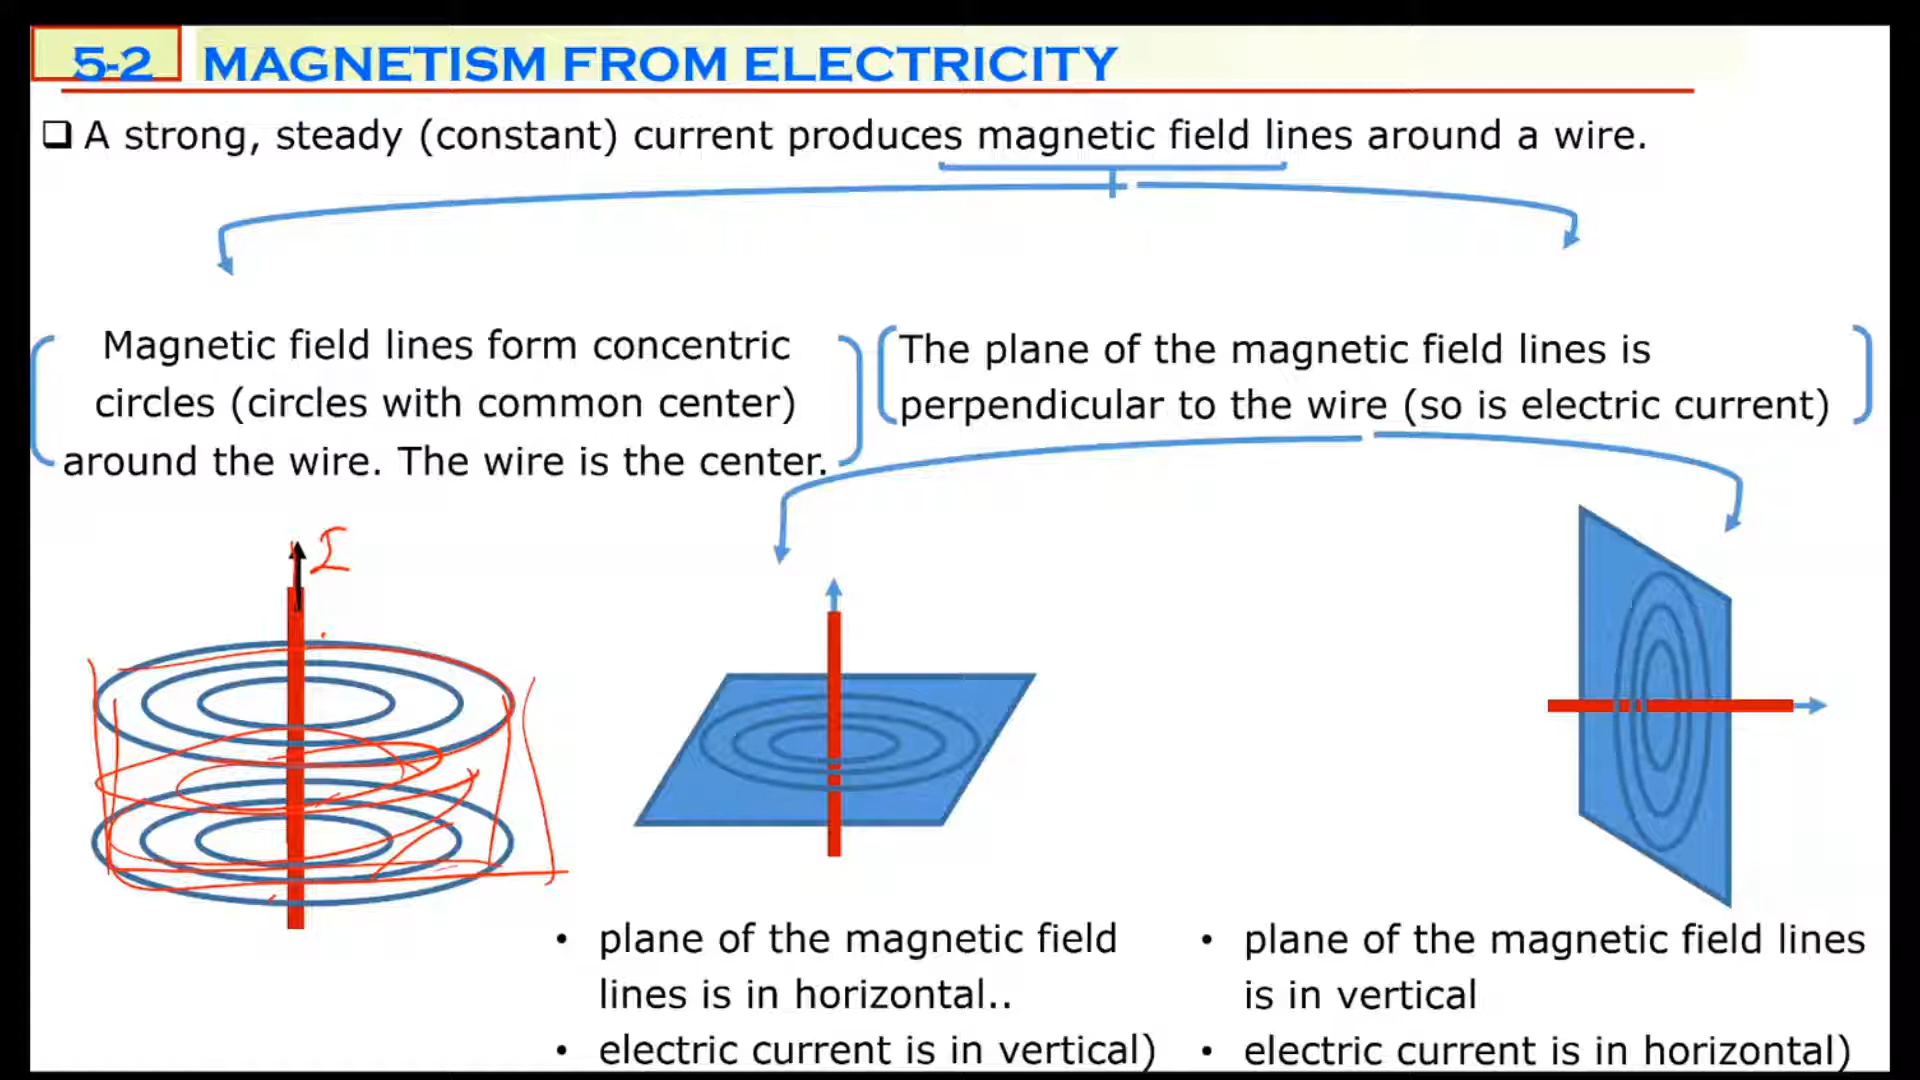 5-2 MAGNETISM FROM ELECTRICITY
❑ A strong, steady (constant) current produces magnetic field lines around a wire.
Magnetic field lines form concentric
circles (circles with common center)
around the wire. The wire is the center.
The plane of the magnetic field lines is
perpendicular to the wire (so is electric current)
I
• plane of the magnetic field
lines is in horizontal..
• electric current is in vertical)
• plane of the magnetic field lines
is in vertical
• electric current is in horizontal)